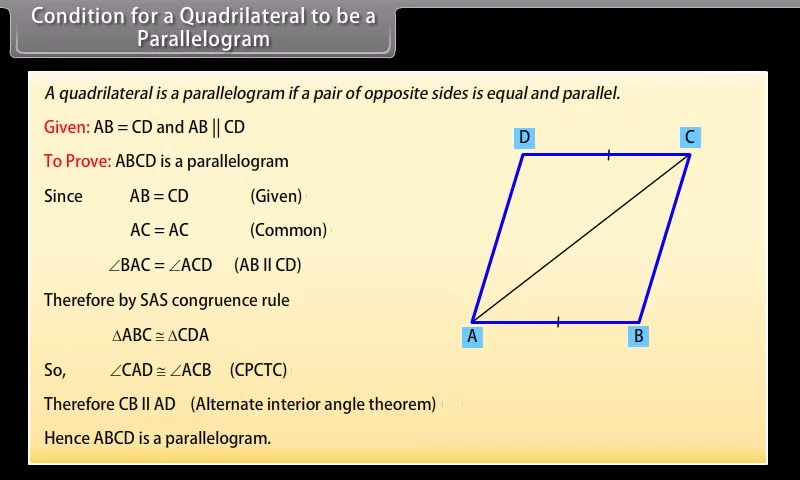 Condition for a Quadrilateral to be a
Parallelogram
A quadrilateral is a parallelogram if a pair of opposite sides is equal and parallel.
Given: AB = CD and AB || CD
To Prove: ABCD is a parallelogram
Since AB = CD (Given)
AC = AC (Common)
∠BAC = ∠ACD (AB II CD)
Therefore by SAS congruence rule
∆ABC ≅ ∆CDA
So, ∠CAD ≅ ∠ACB (CPCTC)
Therefore CB II AD (Alternate interior angle theorem)
Hence ABCD is a parallelogram.
D C
A B